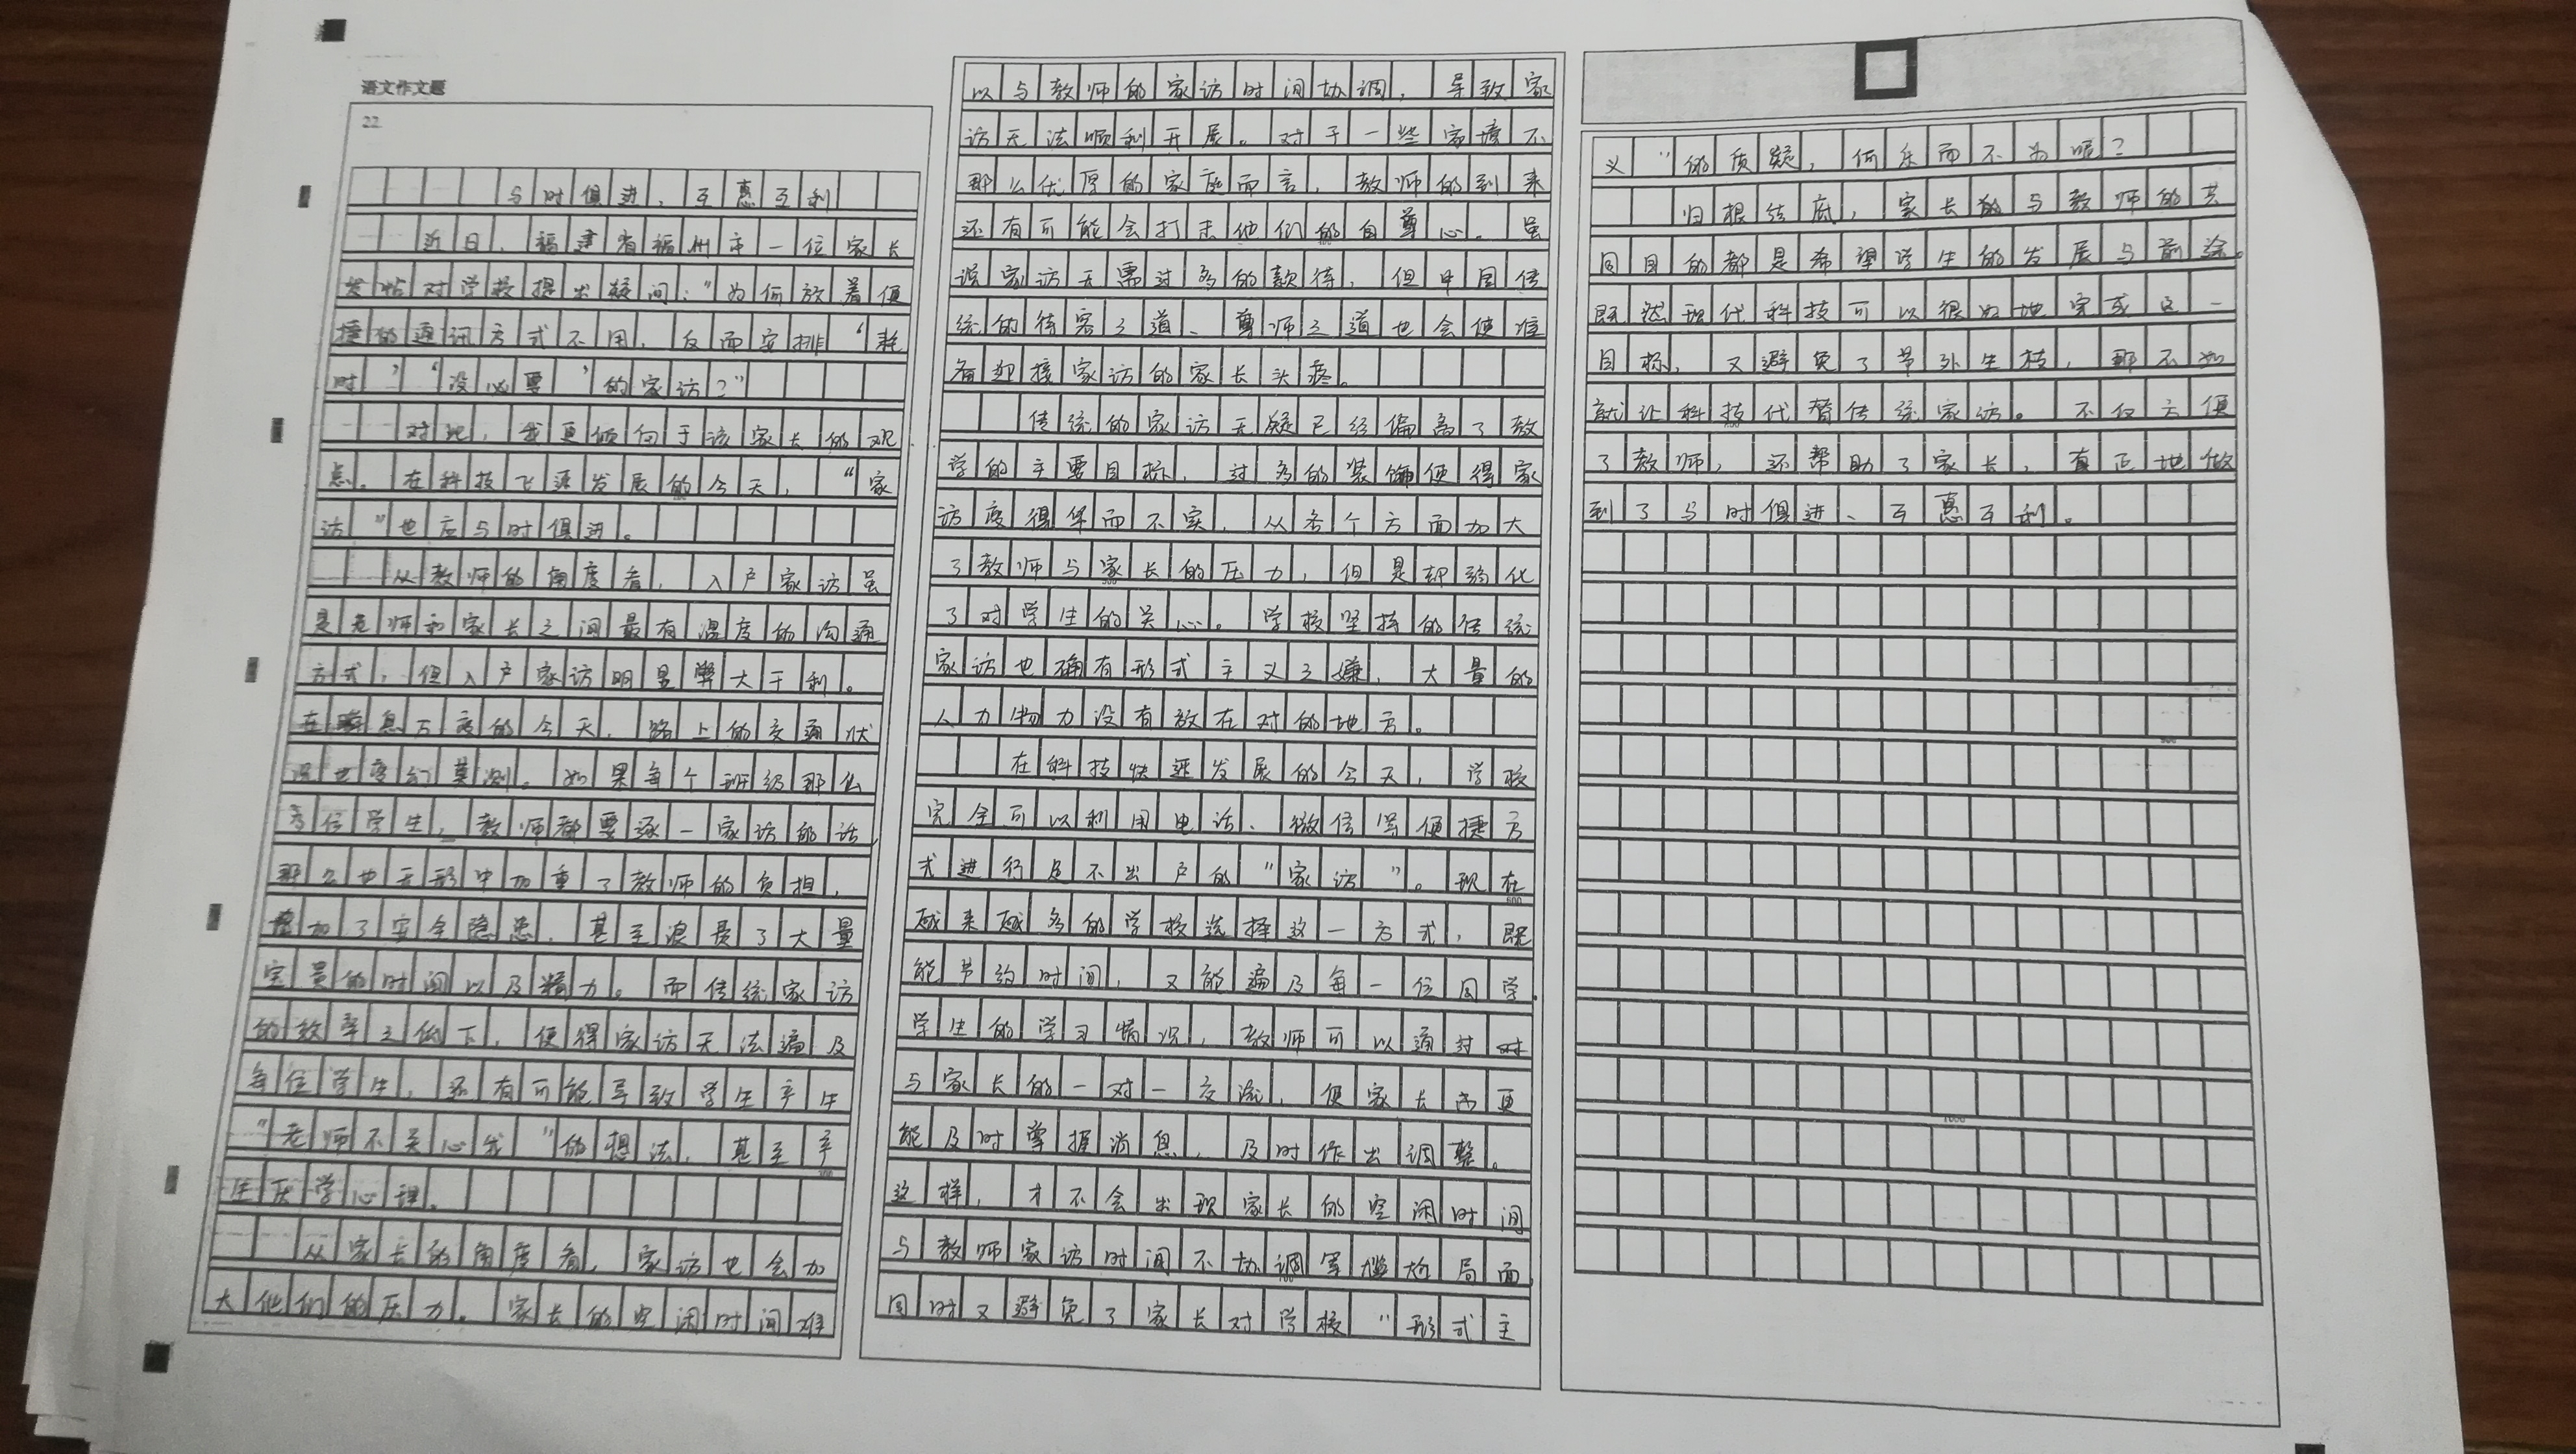 语文作文题
22
与时俱进，互惠互利
近日，福建省福州市一位家长
发帖对学校提出疑问：“为何放着便
捷的通讯方式不用，反而安排‘耗
时’‘没必要’的家访？”
对此，我更倾向于该家长的观
点。在科技飞速发展的今天，“家
访”也应与时俱进。
从教师的角度看，入户家访虽
是老师和家长之间最有温度的沟通
方式，但入户家访明显弊大于利。
在瞬息万变的今天，路上的交通状
况也变幻莫测。如果每个班级那么
多位学生，教师都要逐一家访的话，
那么也无形中加重了教师的负担，
增加了安全隐患，甚至浪费了大量
宝贵的时间以及精力。而传统家访
的效率之低下，使得家访无法遍及
每位学生，还有可能导致学生产生
“老师不关心我”的想法，甚至产
生厌学心理。
从家长的角度看，家访也会加
大他们的压力。家长的空闲时间难
以与教师的家访时间协调，导致家
访无法顺利开展。对于一些家境不
那么优厚的家庭而言，教师的到来
还有可能会打击他们的自尊心。虽
说家访无需过多的款待，但中国传
统的待客之道、尊师之道也会使准
备迎接家访的家长头疼。
传统的家访无疑已经偏离了教
学的主要目标，过多的装饰使得家
访变得华而不实，从各个方面加大
了教师与家长的压力，但是却弱化
了对学生的关心。学校坚持的传统
家访也确有形式主义之嫌，大量的
人力物力没有放在对的地方。
在科技快速发展的今天，学校
完全可以利用电话、微信等便捷方
式进行足不出户的“家访”。现在
越来越多的学校选择这一方式，既
能节约时间，又能遍及每一位同学。
学生的学习情况，教师可以通过
与家长的一对一交流，使家长更
能及时掌握消息，及时作出调整。
这样，才不会出现家长的空闲时间
与教师家访时间不协调等尴尬局面，
同时又避免了家长对学校“形式主
义”的质疑，何乐而不为呢？
归根结底，家长与教师的共
同目的都是希望学生的发展与前途。
既然现代科技可以很好地完成这一
目标，又避免了节外生枝，那不如
就让科技代替传统家访。不仅方便
了教师，还帮助了家长，真正地做
到了与时俱进、互惠互利。